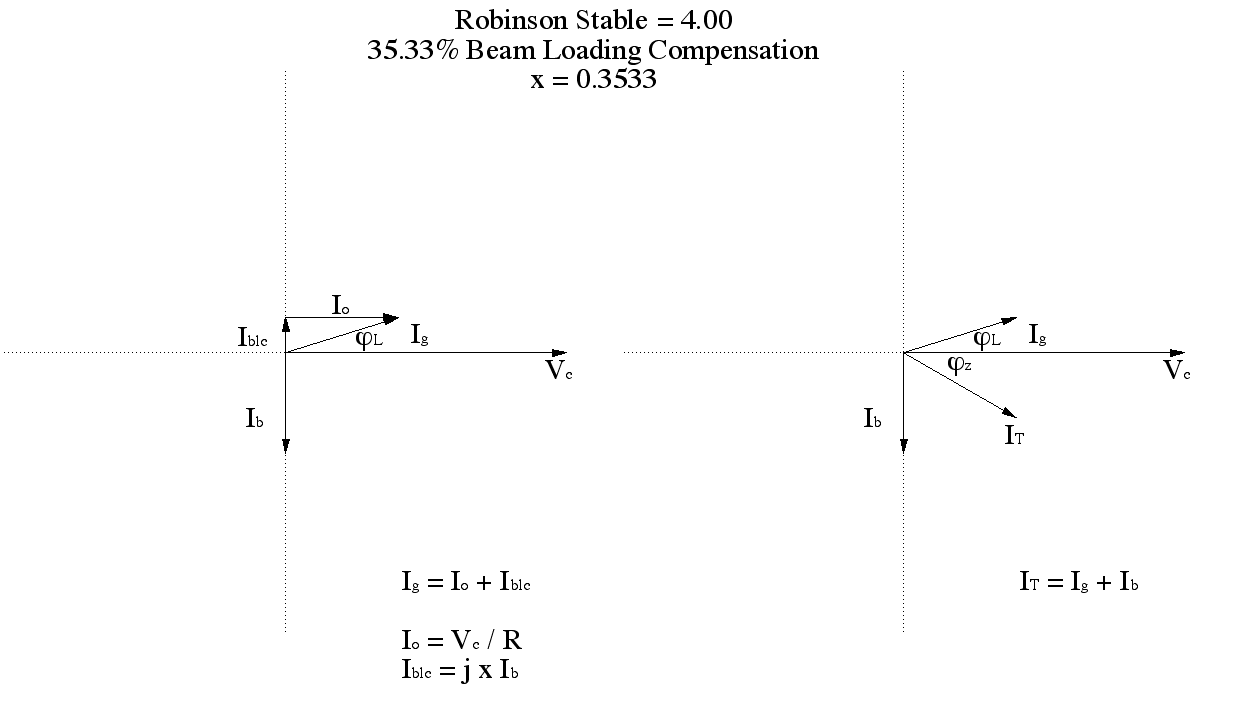 Robinson Stable = 4.00
35.33% Beam Loading Compensation
x = 0.3533
Io
Iblc
φL
Ig
Vc
Ib
φL
Ig
φz
Vc
Ib
IT
Ig = Io + Iblc
IT = Ig + Ib
Io = Vc / R
Iblc = j x Ib